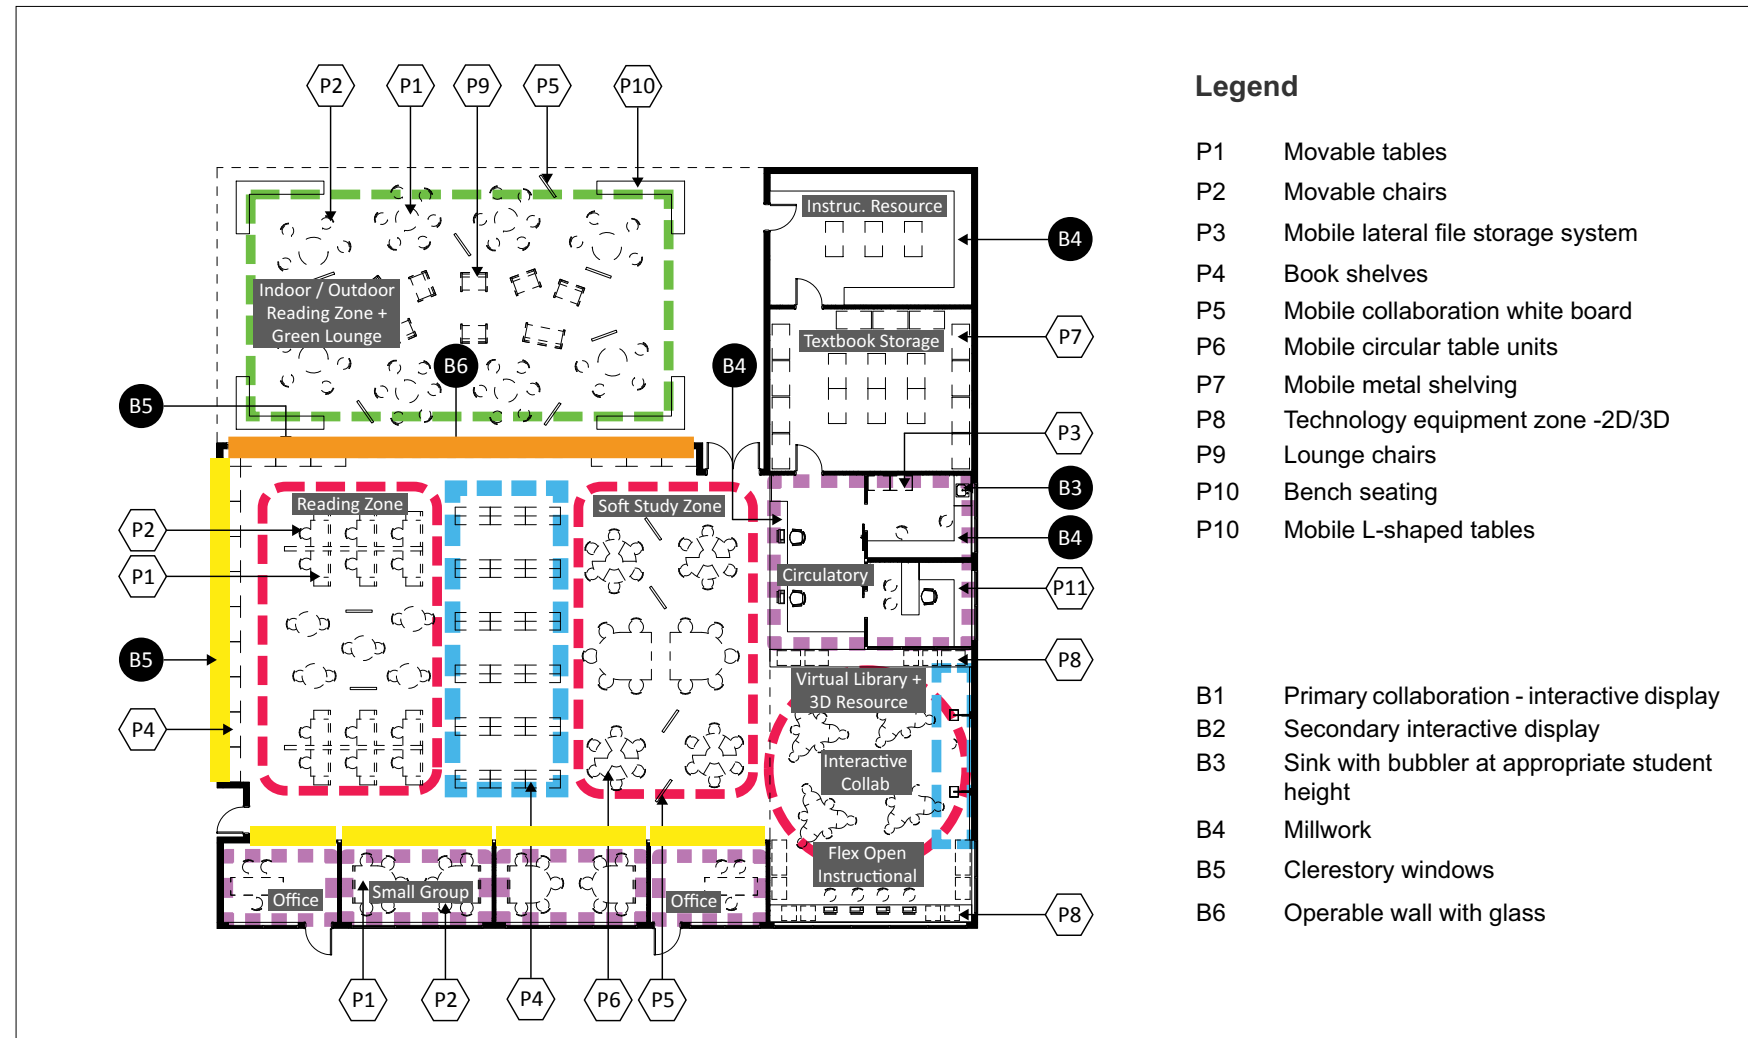 P2 P1 P9 P5 P10
Instruc. Resource
B4
Indoor / Outdoor
Reading Zone +
Green Lounge
Textbook Storage
P7
B6
B4
B5
P3
Reading Zone
Soft Study Zone
B3
P2
B4
P1
Circulatory
P11
B5
P8
Virtual Library +
3D Resource
P4
Interactive
Collab
Flex Open
Instructional
Office
Small Group
Office
P8
P1 P2 P4 P6 P5
Legend
P1 Movable tables
P2 Movable chairs
P3 Mobile lateral file storage system
P4 Book shelves
P5 Mobile collaboration white board
P6 Mobile circular table units
P7 Mobile metal shelving
P8 Technology equipment zone -2D/3D
P9 Lounge chairs
P10 Bench seating
P10 Mobile L-shaped tables
B1 Primary collaboration - interactive display
B2 Secondary interactive display
B3 Sink with bubbler at appropriate student
height
B4 Millwork
B5 Clerestory windows
B6 Operable wall with glass